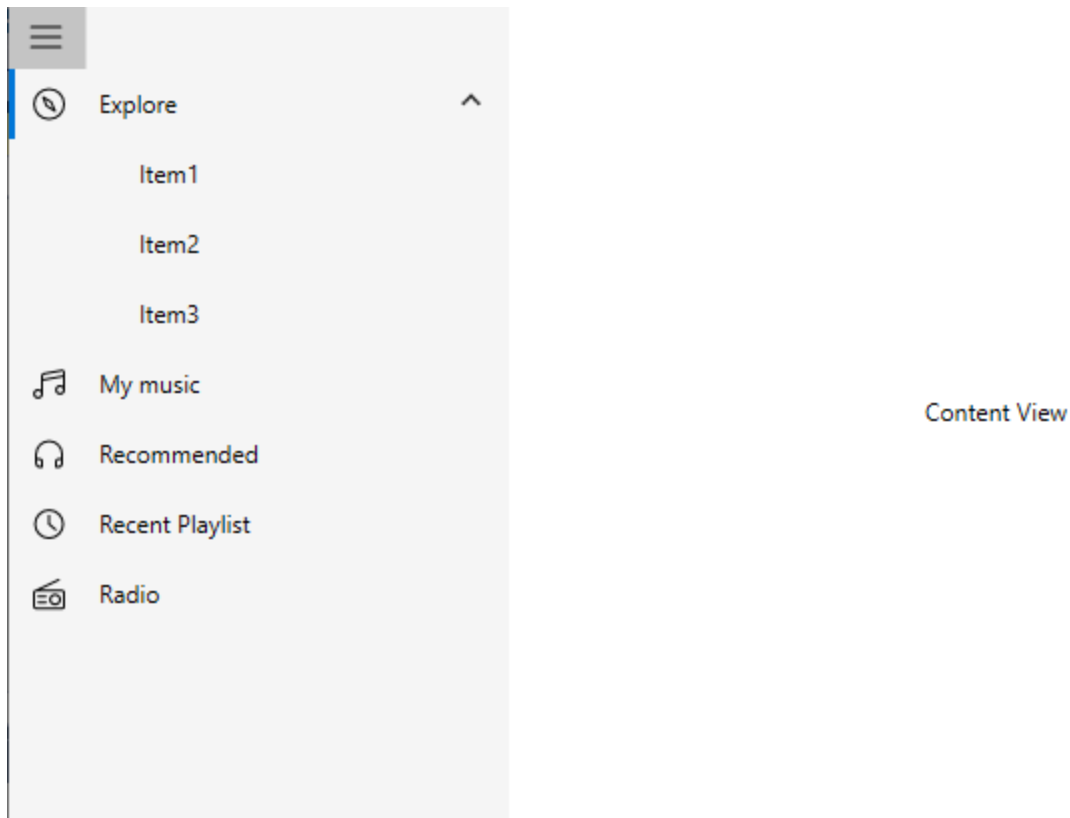 Explore
Item1
Item2
Item3
My music
Content View
Recommended
Recent Playlist
Radio